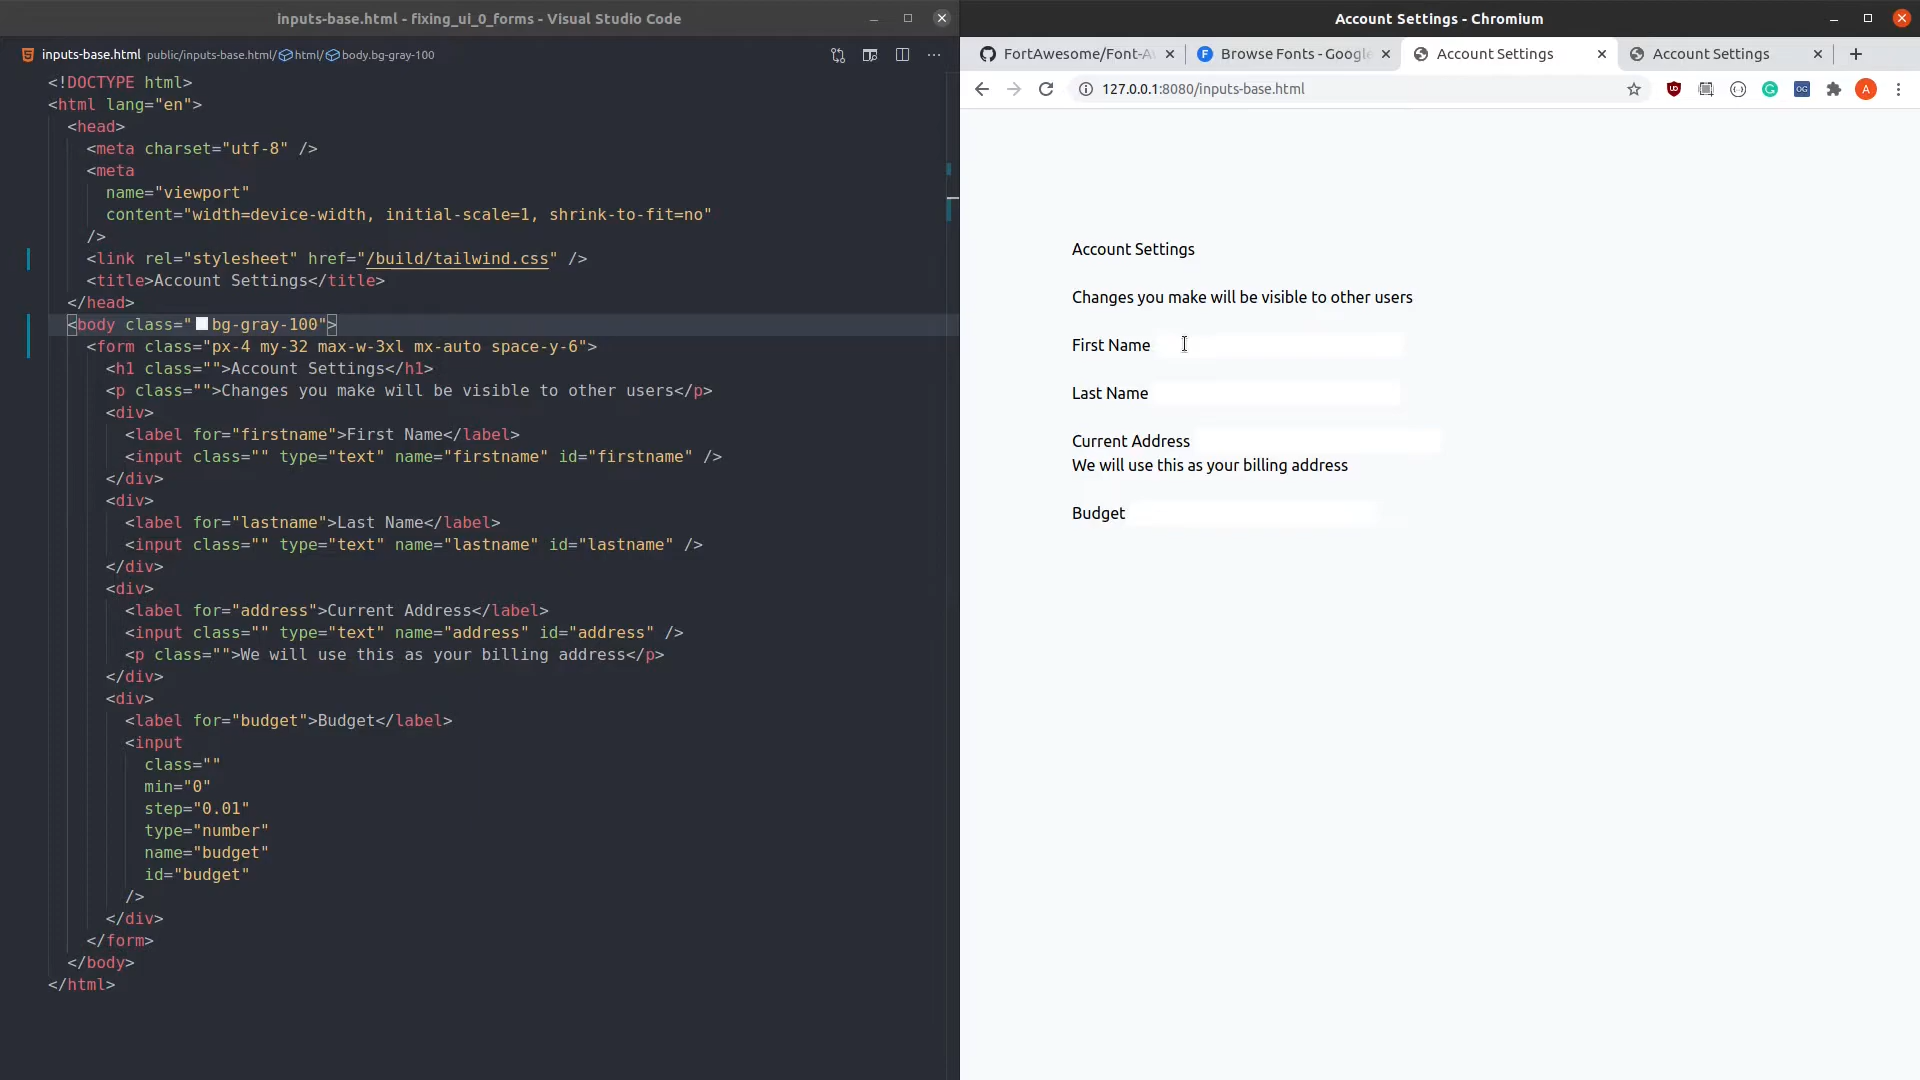 inputs-base.html - fixing_ui_0_forms - Visual Studio Code
inputs-base.html public/inputs-base.html/html/body.bg-gray-100
<!DOCTYPE html>
<html lang="en">
<head>
<meta charset="utf-8" />
<meta
name="viewport"
content="width=device-width, initial-scale=1, shrink-to-fit=no"
/>
<link rel="stylesheet" href="/build/tailwind.css" />
<title>Account Settings</title>
</head>
<body class="bg-gray-100">
<form class="px-4 my-32 max-w-3xl mx-auto space-y-6">
<h1 class="">Account Settings</h1>
<p class="">Changes you make will be visible to other users</p>
<div>
<label for="firstname">First Name</label>
<input class="" type="text" name="firstname" id="firstname" />
</div>
<div>
<label for="lastname">Last Name</label>
<input class="" type="text" name="lastname" id="lastname" />
</div>
<div>
<label for="address">Current Address</label>
<input class="" type="text" name="address" id="address" />
<p class="">We will use this as your billing address</p>
</div>
<div>
<label for="budget">Budget</label>
<input
class=""
min="0"
step="0.01"
type="number"
name="budget"
id="budget"
/>
</div>
</form>
</body>
</html>
Account Settings - Chromium
FortAwesome/Font-Aw
Browse Fonts - Google
Account Settings
Account Settings
127.0.0.1:8080/inputs-base.html
OG
A
Account Settings
Changes you make will be visible to other users
First Name
Last Name
Current Address
We will use this as your billing address
Budget